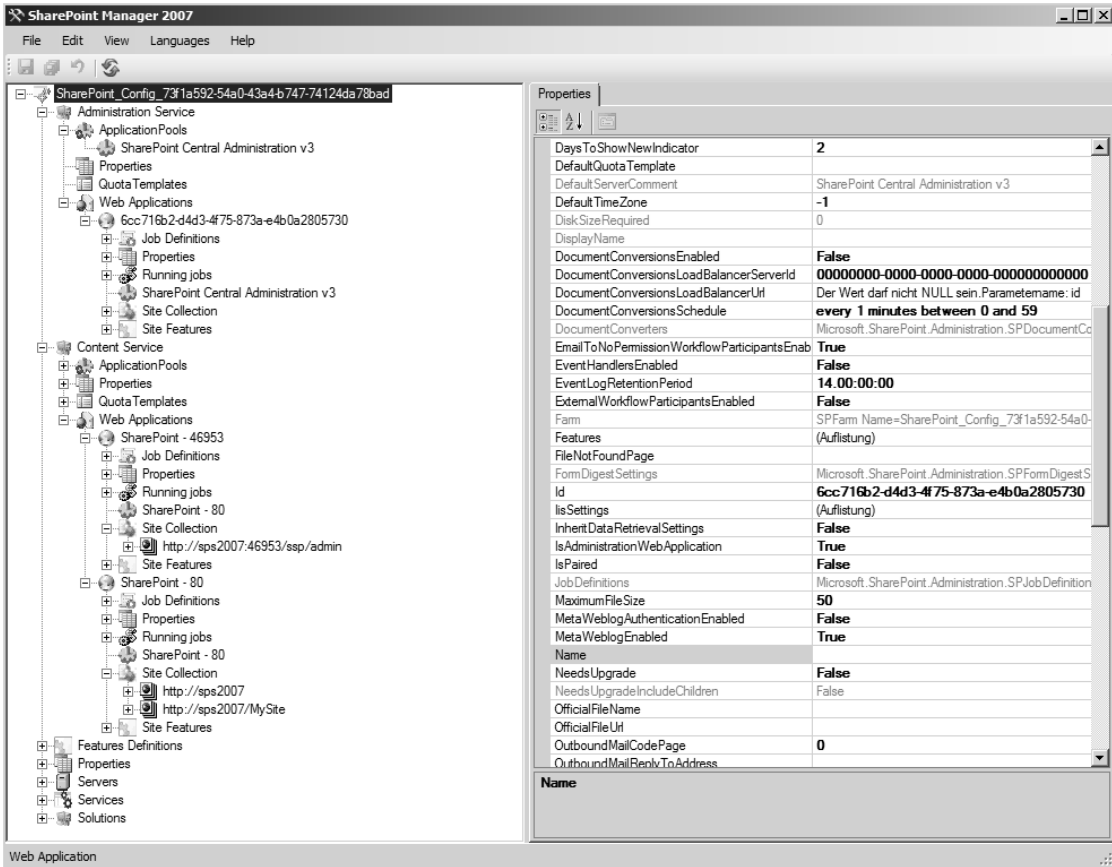 SharePoint Manager 2007
File Edit View Languages Help
SharePoint_Config_73f1a592-54a0-43a4-b747-74124da78bad
Administration Service
ApplicationPools
SharePoint Central Administration v3
Properties
QuotaTemplates
Web Applications
6cc716b2-d4d3-4f75-873a-e4b0a2805730
Job Definitions
Properties
Running jobs
SharePoint Central Administration v3
Site Collection
Site Features
Content Service
ApplicationPools
Properties
QuotaTemplates
Web Applications
SharePoint - 46953
Job Definitions
Properties
Running jobs
SharePoint - 80
Site Collection
http://sps2007:46953/ssp/admin
Site Features
SharePoint - 80
Job Definitions
Properties
Running jobs
SharePoint - 80
Site Collection
http://sps2007
http://sps2007/MySite
Site Features
Features Definitions
Properties
Servers
Services
Solutions
Properties
DaysToShowNewIndicator 2
DefaultQuotaTemplate
DefaultServerComment SharePoint Central Administration v3
DefaultTimeZone -1
DiskSizeRequired 0
DisplayName
DocumentConversionsEnabled False
DocumentConversionsLoadBalancerServerId 00000000-0000-0000-0000-000000000000
DocumentConversionsLoadBalancerUrl Der Wert darf nicht NULL sein.Parametername: id
DocumentConversionsSchedule every 1 minutes between 0 and 59
DocumentConverters Microsoft.SharePoint.Administration.SPDocumentCo
EmailToNoPermissionWorkflowParticipantsEnab True
EventHandlersEnabled False
EventLogRetentionPeriod 14.00:00:00
ExternalWorkflowParticipantsEnabled False
Farm SPFarm Name=SharePoint_Config_73f1a592-54a0-
Features (Auflistung)
FileNotFoundPage
FormDigestSettings Microsoft.SharePoint.Administration.SPFormDigestS
Id 6cc716b2-d4d3-4f75-873a-e4b0a2805730
IisSettings (Auflistung)
InheritDataRetrievalSettings False
IsAdministrationWebApplication True
IsPaired False
JobDefinitions Microsoft.SharePoint.Administration.SPJobDefinition
MaximumFileSize 50
MetaWeblogAuthenticationEnabled False
MetaWeblogEnabled True
Name
NeedsUpgrade False
NeedsUpgradeIncludeChildren False
OfficialFileName
OfficialFileUrl
OutboundMailCodePage 0
OutboundMailReplyToAddress
Name
Web Application